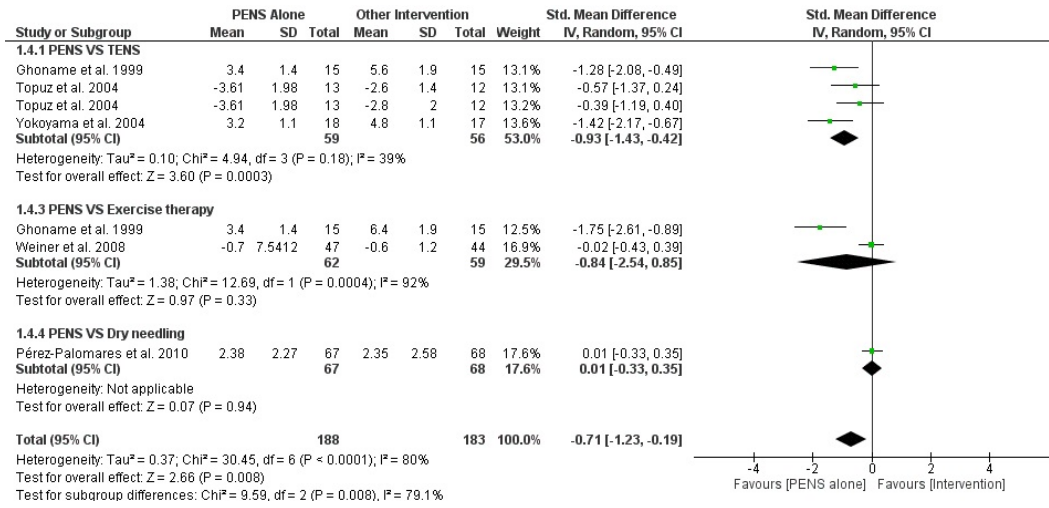 PENS Alone Other Intervention Std. Mean Difference Std. Mean Difference
Study or Subgroup Mean SD Total Mean SD Total Weight IV, Random, 95% CI IV, Random, 95% CI
1.4.1 PENS VS TENS
Ghoname et al. 1999 3.4 1.4 15 5.6 1.9 15 13.1% -1.28 [-2.08, -0.49]
Topuz et al. 2004 -3.61 1.98 13 -2.6 1.4 12 13.1% -0.57 [-1.37, 0.24]
Topuz et al. 2004 -3.61 1.98 13 -2.8 2 12 13.2% -0.39 [-1.19, 0.40]
Yokoyama et al. 2004 3.2 1.1 18 4.8 1.1 17 13.6% -1.42 [-2.17, -0.67]
Subtotal (95% CI) 59 56 53.0% -0.93 [-1.43, -0.42]
Heterogeneity: Tau² = 0.10; Chi² = 4.94, df = 3 (P = 0.18); I² = 39%
Test for overall effect: Z = 3.60 (P = 0.0003)
1.4.3 PENS VS Exercise therapy
Ghoname et al. 1999 3.4 1.4 15 6.4 1.9 15 12.5% -1.75 [-2.61, -0.89]
Weiner et al. 2008 -0.7 7.5412 47 -0.6 1.2 44 16.9% -0.02 [-0.43, 0.39]
Subtotal (95% CI) 62 59 29.5% -0.84 [-2.54, 0.85]
Heterogeneity: Tau² = 1.38; Chi² = 12.69, df = 1 (P = 0.0004); I² = 92%
Test for overall effect: Z = 0.97 (P = 0.33)
1.4.4 PENS VS Dry needling
Pérez-Palomares et al. 2010 2.38 2.27 67 2.35 2.58 68 17.6% 0.01 [-0.33, 0.35]
Subtotal (95% CI) 67 68 17.6% 0.01 [-0.33, 0.35]
Heterogeneity: Not applicable
Test for overall effect: Z = 0.07 (P = 0.94)
Total (95% CI) 188 183 100.0% -0.71 [-1.23, -0.19]
Heterogeneity: Tau² = 0.37; Chi² = 30.45, df = 6 (P < 0.0001); I² = 80%
Test for overall effect: Z = 2.66 (P = 0.008)
Test for subgroup differences: Chi² = 9.59, df = 2 (P = 0.008), I² = 79.1%
-4 -2 0 2 4
Favours [PENS alone] Favours [Intervention]